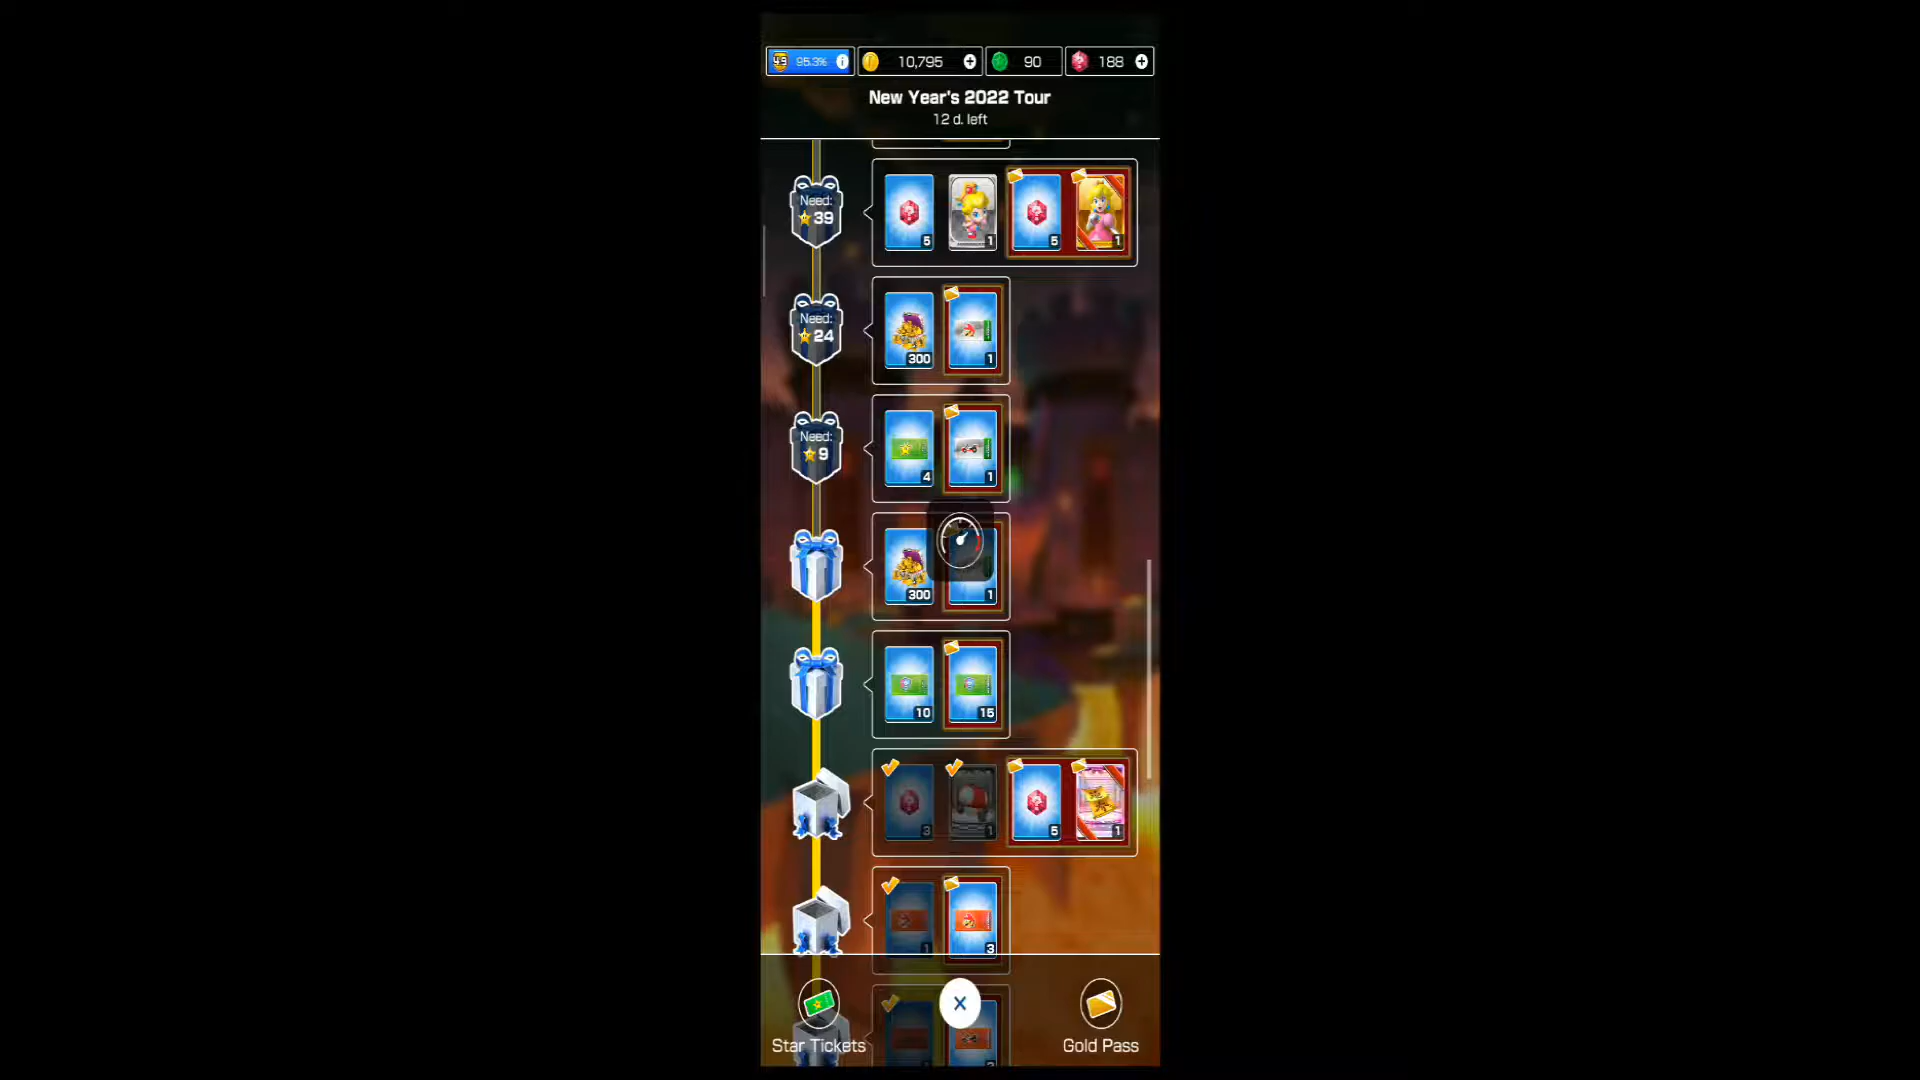 49 95.3% i 10,795 + 90 188 +
New Year's 2022 Tour
12 d. left
Need:
39
5 1 5 1
Need:
24
300 1
Need:
9
4 1
300 1
10 15
3 1 5 1
1 3
Star Tickets
X
Gold Pass